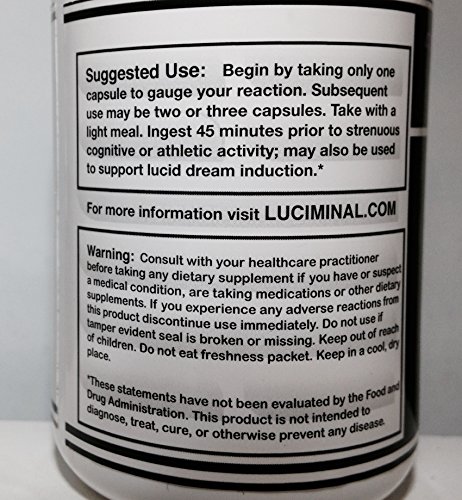 Suggested Use: Begin by taking only one
capsule to gauge your reaction. Subsequent
use may be two or three capsules. Take with a
light meal. Ingest 45 minutes prior to strenuous
cognitive or athletic activity; may also be used
to support lucid dream induction.*
For more information visit LUCIMINAL.COM
Warning: Consult with your healthcare practitioner
before taking any dietary supplement if you have or suspect
a medical condition, are taking medications or other dietary
supplements. If you experience any adverse reactions from
this product discontinue use immediately. Do not use if
tamper evident seal is broken or missing. Keep out of reach
of children. Do not eat freshness packet. Keep in a cool, dry
place.
*These statements have not been evaluated by the Food and
Drug Administration. This product is not intended to
diagnose, treat, cure, or otherwise prevent any disease.